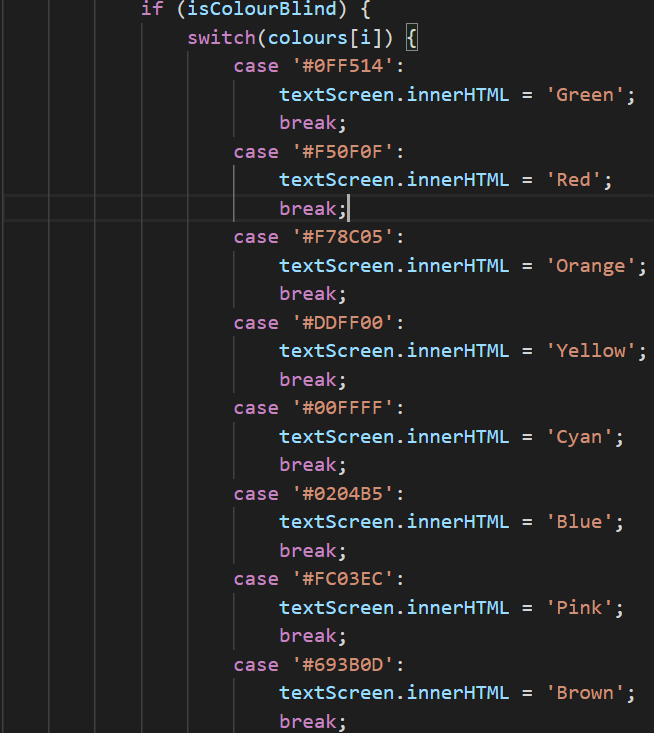 if (isColourBlind) {
switch(colours[i]) {
case '#0FF514':
textScreen.innerHTML = 'Green';
break;
case '#F50F0F':
textScreen.innerHTML = 'Red';
break;
case '#F78C05':
textScreen.innerHTML = 'Orange';
break;
case '#DDFF00':
textScreen.innerHTML = 'Yellow';
break;
case '#00FFFF':
textScreen.innerHTML = 'Cyan';
break;
case '#0204B5':
textScreen.innerHTML = 'Blue';
break;
case '#FC03EC':
textScreen.innerHTML = 'Pink';
break;
case '#693B0D':
textScreen.innerHTML = 'Brown';
break;